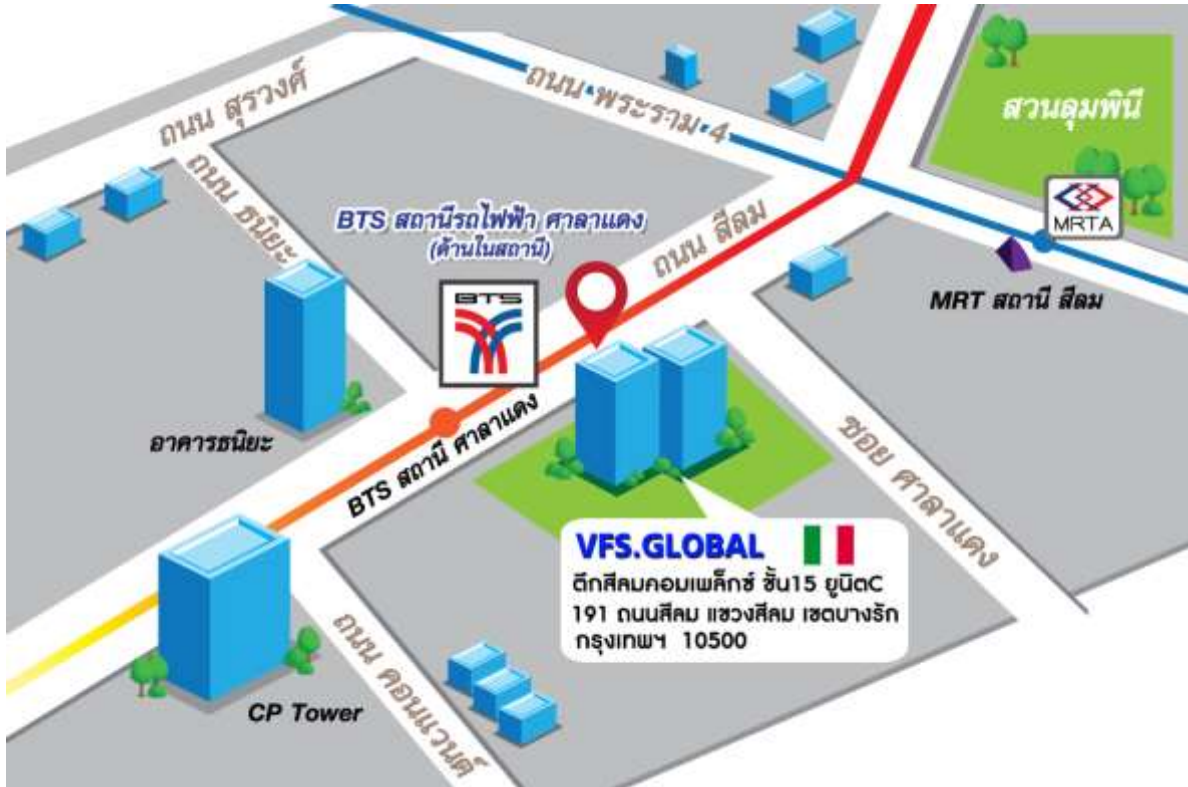 ถนน สุรวงศ์
ถนน พระราม 4
สวนลุมพินี
ถนน ธนิยะ
BTS สถานีรถไฟฟ้า ศาลาแดง
(ด้านในสถานี)
ถนน สีลม
MRTA
BTS
MRT สถานี สีลม
อาคารธนิยะ
BTS สถานี ศาลาแดง
ซอย ศาลาแดง
VFS.GLOBAL
ตึกสีลมคอมเพล็กซ์ ชั้น15 ยูนิตC
191 ถนนสีลม แขวงสีลม เขตบางรัก
กรุงเทพฯ 10500
ถนน คอนแวนต์
CP Tower